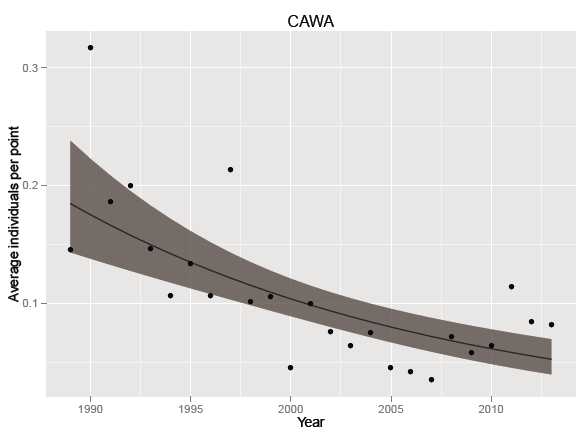 CAWA
Average individuals per point
0.3
0.2
0.1
1990 1995 2000 2005 2010
Year